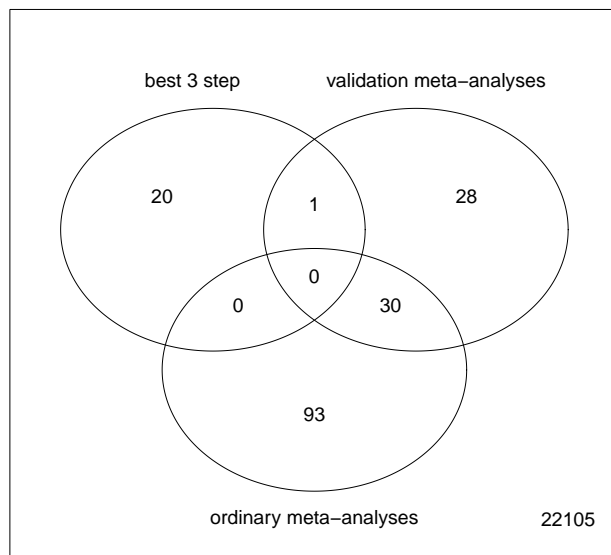 best 3 step validation meta−analyses
20 1 28
0
0 30
93
ordinary meta−analyses 22105